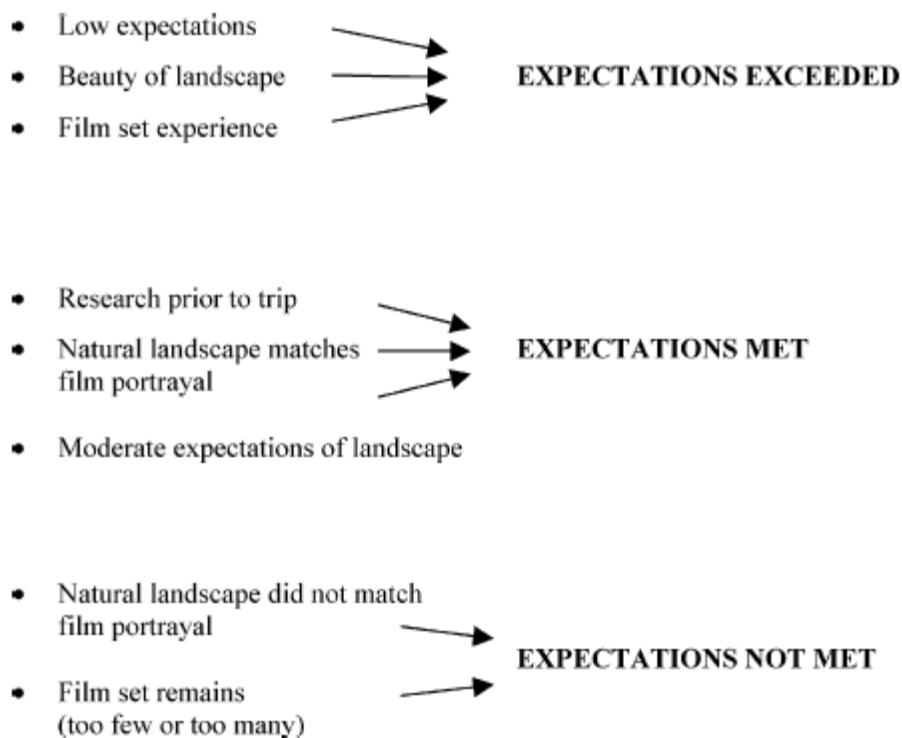 • Low expectations
• Beauty of landscape EXPECTATIONS EXCEEDED
• Film set experience
• Research prior to trip
• Natural landscape matches EXPECTATIONS MET
film portrayal
• Moderate expectations of landscape
• Natural landscape did not match
film portrayal
EXPECTATIONS NOT MET
• Film set remains
(too few or too many)